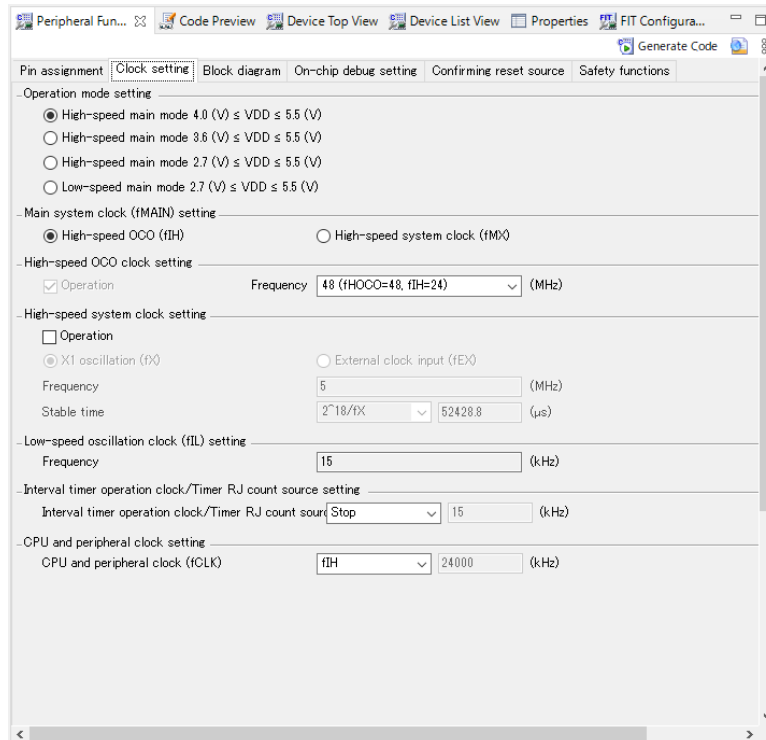 Peripheral Fun... Code Preview Device Top View Device List View Properties FIT Configura...
Generate Code
Pin assignment Clock setting Block diagram On-chip debug setting Confirming reset source Safety functions
Operation mode setting
High-speed main mode 4.0 (V) ≤ VDD ≤ 5.5 (V)
High-speed main mode 3.6 (V) ≤ VDD ≤ 5.5 (V)
High-speed main mode 2.7 (V) ≤ VDD ≤ 5.5 (V)
Low-speed main mode 2.7 (V) ≤ VDD ≤ 5.5 (V)
Main system clock (fMAIN) setting
High-speed OCO (fIH) High-speed system clock (fMX)
High-speed OCO clock setting
Operation Frequency 48 (fHOCO=48, fIH=24) (MHz)
High-speed system clock setting
Operation
X1 oscillation (fX) External clock input (fEX)
Frequency 5 (MHz)
Stable time 2^18/fX 52428.8 (μs)
Low-speed oscillation clock (fIL) setting
Frequency 15 (kHz)
Interval timer operation clock/Timer RJ count source setting
Interval timer operation clock/Timer RJ count sourc Stop 15 (kHz)
CPU and peripheral clock setting
CPU and peripheral clock (fCLK) fIH 24000 (kHz)